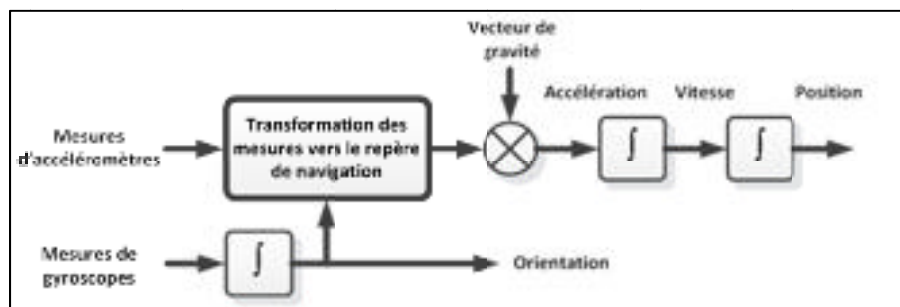 Vecteur de
gravité
Accélération Vitesse Position
Mesures
d'accéléromètres
Transformation des
mesures vers le repère
de navigation
∫ ∫
Mesures de
gyroscopes
∫
Orientation